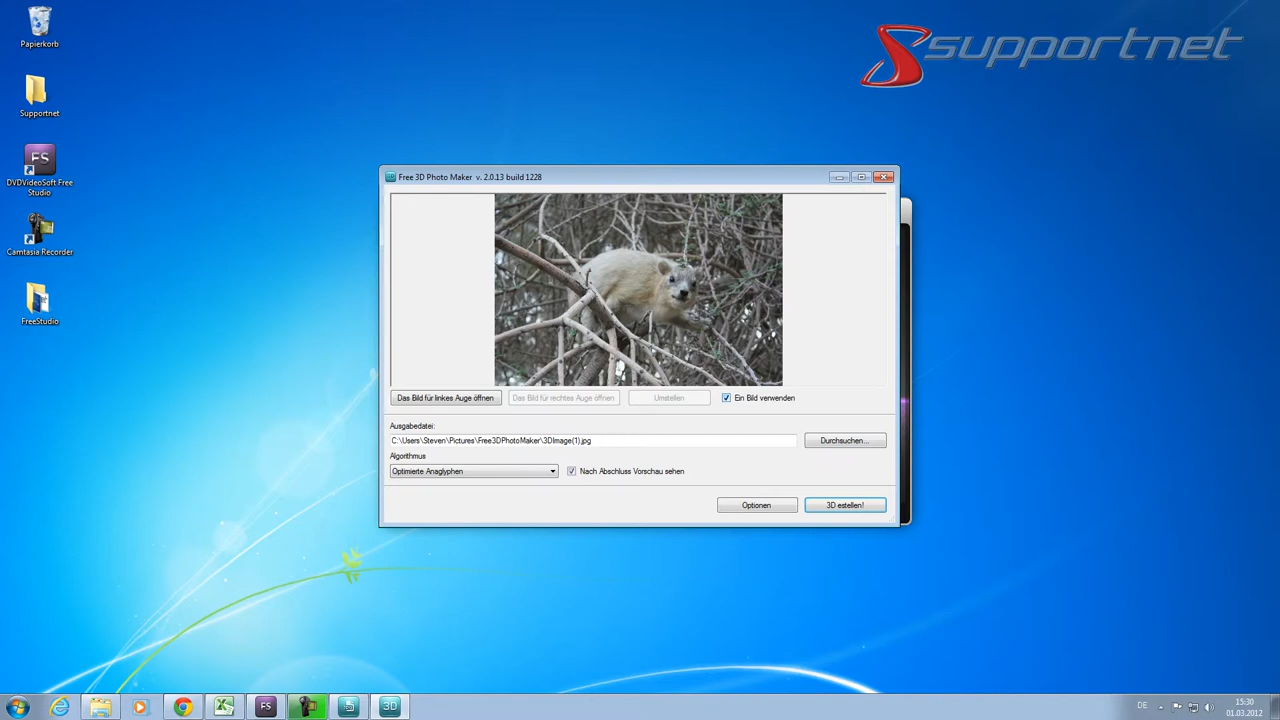 Papierkorb
Supportnet
FS
DVDVideoSoft Free
Studio
Camtasia Recorder
FreeStudio
supportnet
Free 3D Photo Maker v. 2.0.13 build 1228
Das Bild für linkes Auge öffnen
Das Bild für rechtes Auge öffnen
Umstellen
Ein Bild verwenden
Ausgabedatei:
C:\Users\Steven\Pictures\Free3DPhotoMaker\3DImage(1).jpg
Durchsuchen...
Algorithmus
Optimierte Anaglyphen
Nach Abschluss Vorschau sehen
Optionen
3D estellen!
FS
3D
DE
15:30
01.03.2012